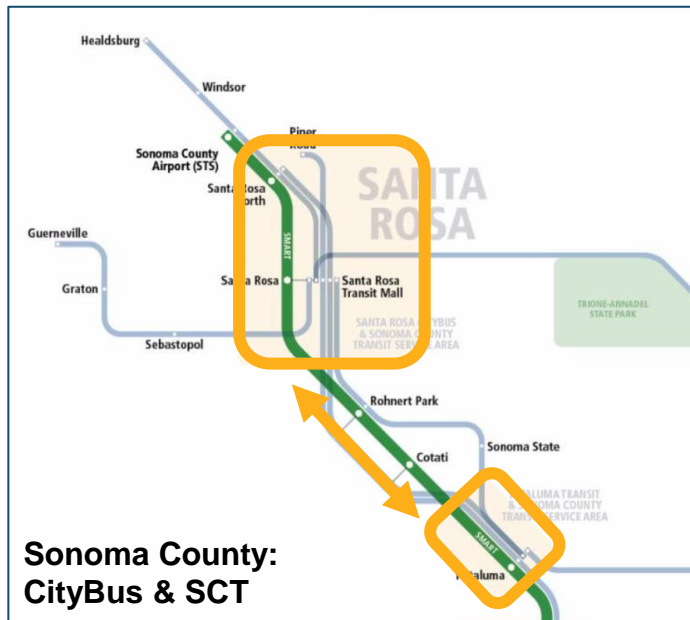 Healdsburg
Windsor
Sonoma County
Airport (STS)
Piner
Road
Santa Rosa
North
SANTA
ROSA
Guerneville
Graton
Sebastopol
SMART
Santa Rosa
Santa Rosa
Transit Mall
SANTA ROSA CITYBUS
& SONOMA COUNTY
TRANSIT SERVICE AREA
TRIONE-ANNADEL
STATE PARK
Rohnert Park
Cotati
Sonoma State
PETALUMA TRANSIT
& SONOMA COUNTY
TRANSIT SERVICE AREA
SMART
Petaluma
Sonoma County:
CityBus & SCT